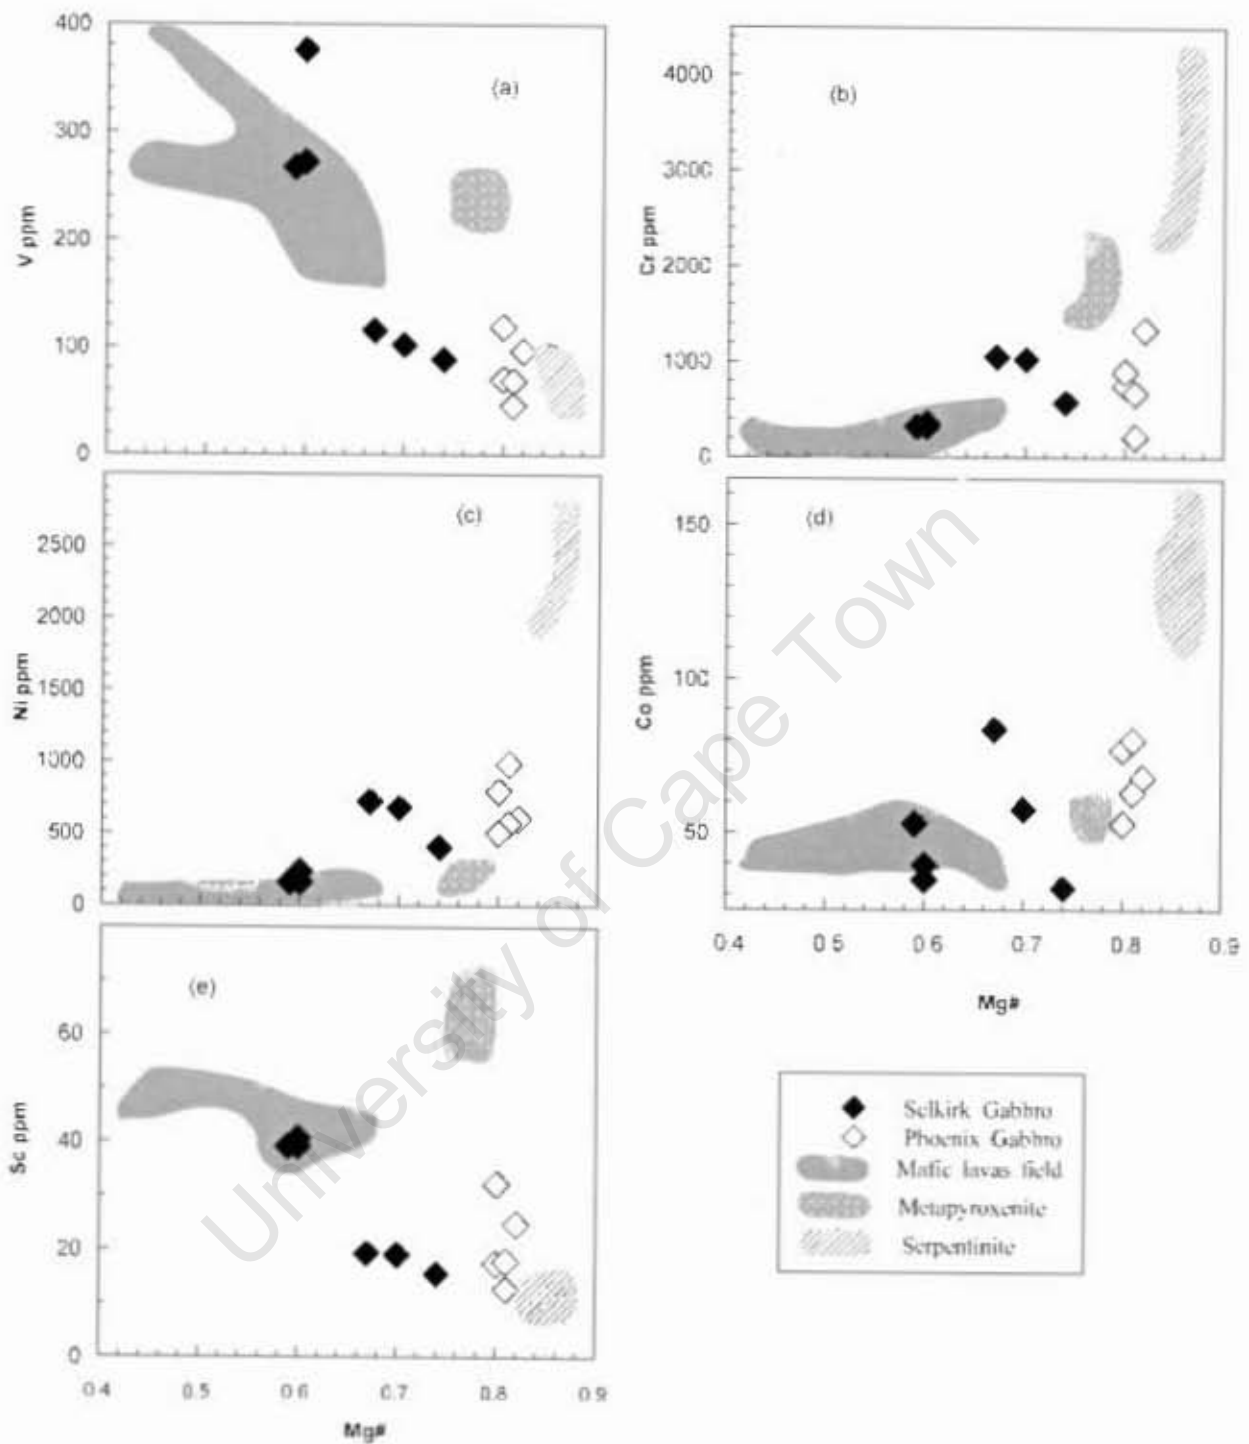 400
300
200
100
0
V ppm
(a)
4000
3000
2000
1000
0
Cr ppm
(b)
2500
2000
1500
1000
500
0
Ni ppm
(c)
150
100
50
Co ppm
(d)
0.4 0.5 0.6 0.7 0.8 0.9
Mg#
60
40
20
0
Sc ppm
(e)
0.4 0.5 0.6 0.7 0.8 0.9
Mg#
Selkirk Gabbro
Phoenix Gabbro
Mafic lavas field
Metapyroxenite
Serpentinite
University of Cape Town